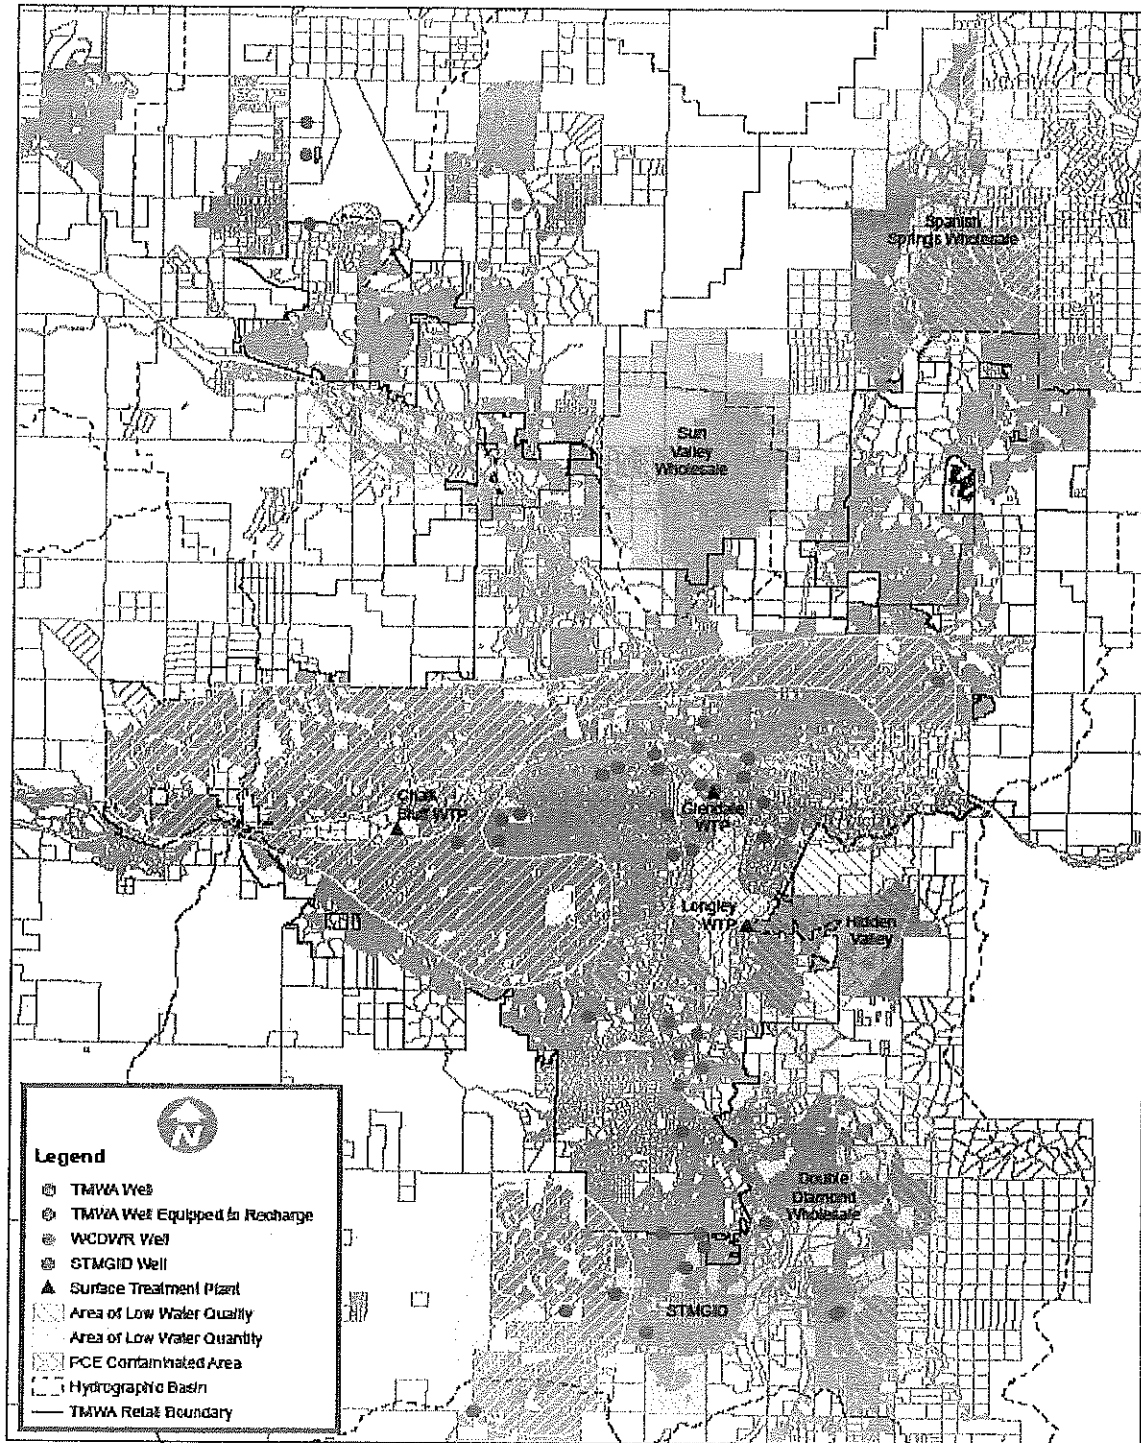 Spanish
Springs Wholesale
Sun
Valley
Wholesale
Chalk
Bluff WTP
Glendale
WTP
Longley
WTP
Hidden
Valley
Double
Diamond
Wholesale
STMGID
N
Legend
TMWA Well
TMWA Well Equipped to Recharge
WCDWR Well
STMGID Well
Surface Treatment Plant
Area of Low Water Quality
Area of Low Water Quantity
PCE Contaminated Area
Hydrographic Basin
TMWA Retail Boundary